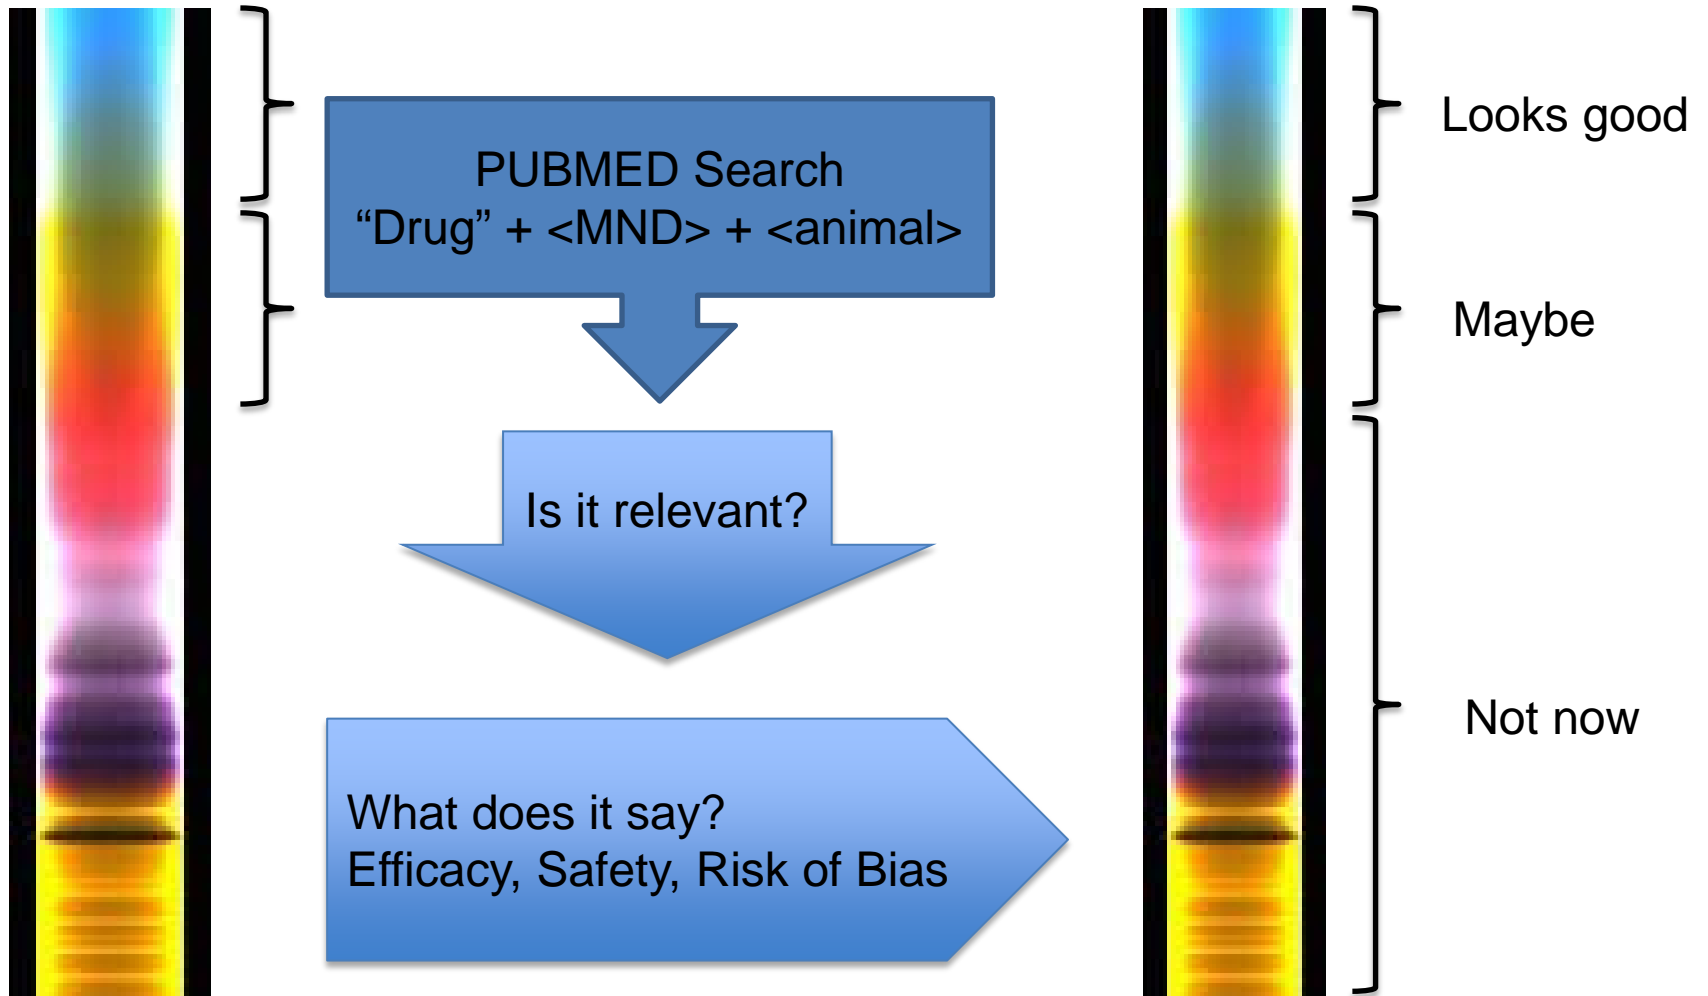 PUBMED Search
“Drug” + <MND> + <animal>
Is it relevant?
What does it say?
Efficacy, Safety, Risk of Bias
Looks good
Maybe
Not now